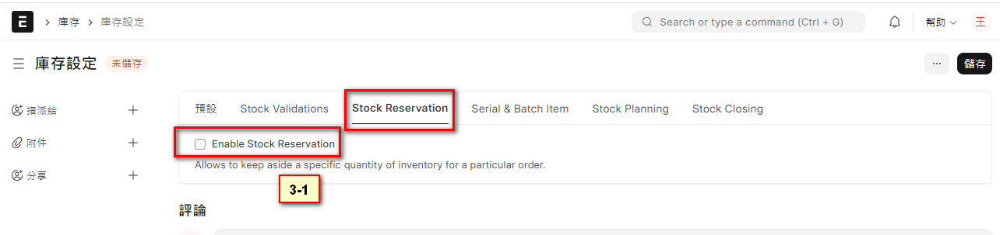 E 庫存 庫存設定 Search or type a command (Ctrl + G) 幫助 王
庫存設定 未儲存 ... 儲存
指派給 +
附件 +
分享 +
預設 Stock Validations Stock Reservation Serial & Batch Item Stock Planning Stock Closing
Enable Stock Reservation
Allows to keep aside a specific quantity of inventory for a particular order.
3-1
評論